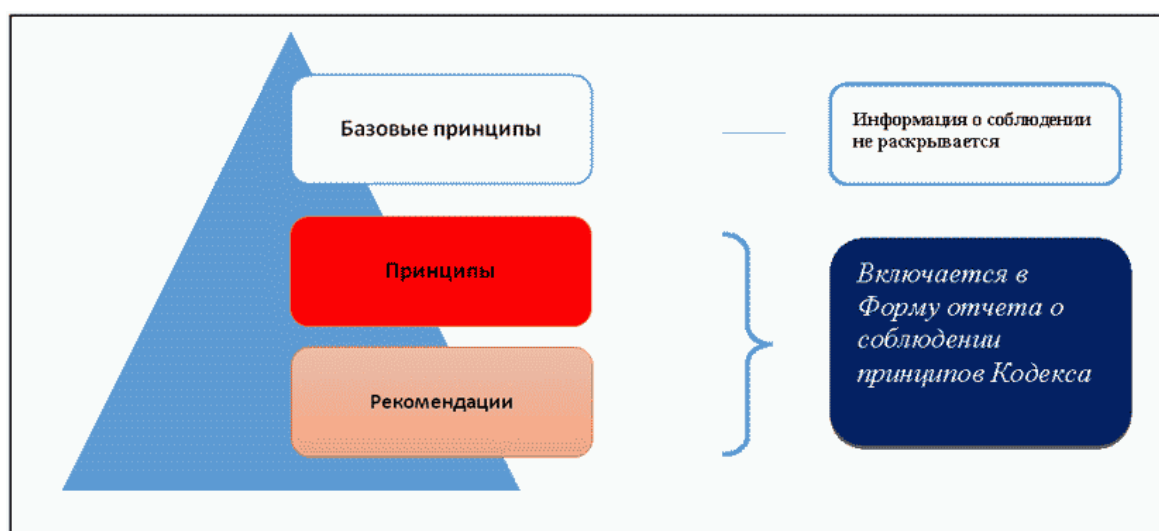 Базовые принципы
Информация о соблюдении
не раскрывается
Принципы
Рекомендации
Включается в
Форму отчета о
соблюдении
принципов Кодекса